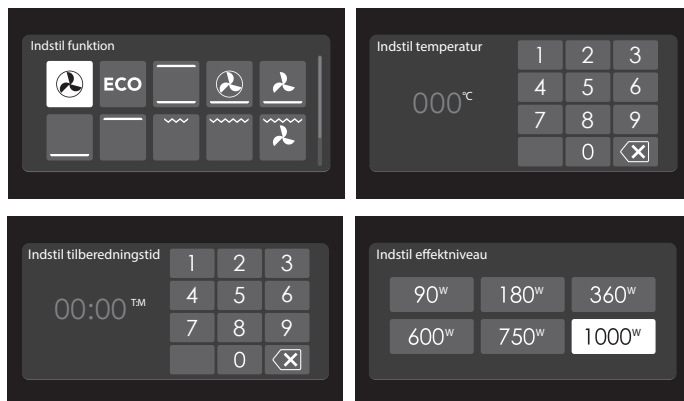 Indstil funktion
ECO
Indstil temperatur
000°C
1 2 3
4 5 6
7 8 9
0
Indstil tilberedningstid
00:00 T:M
1 2 3
4 5 6
7 8 9
0
Indstil effektniveau
90W 180W 360W
600W 750W 1000W